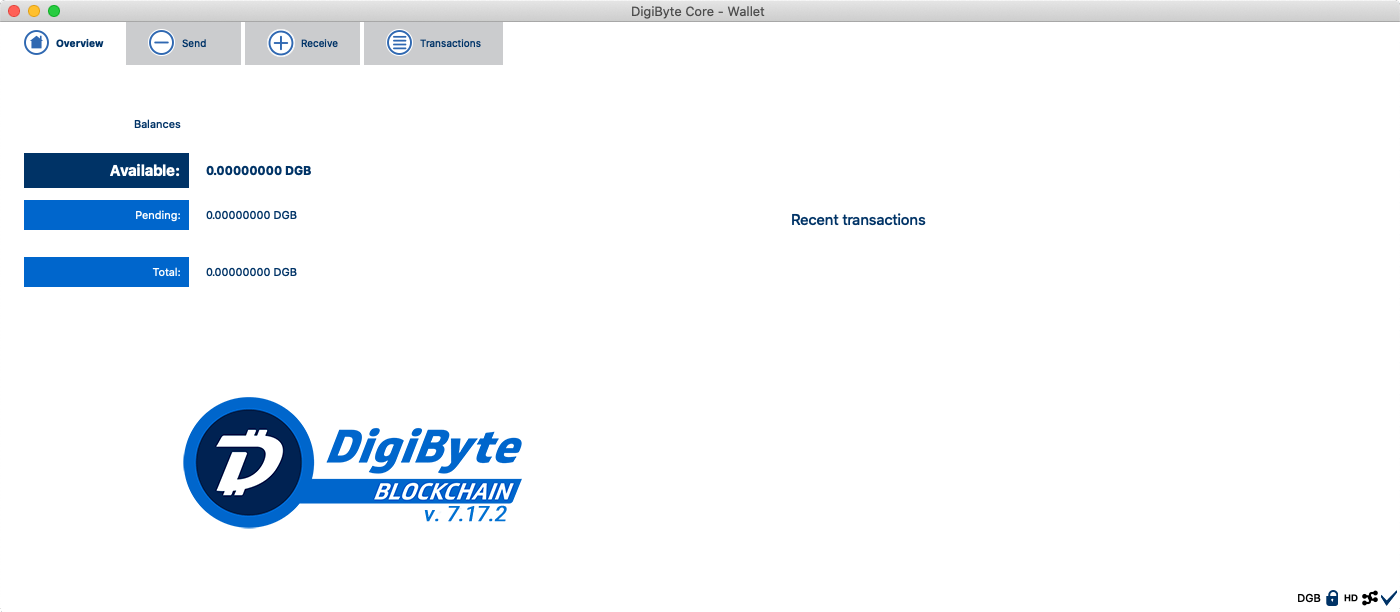 DigiByte Core - Wallet
Overview
Send
Receive
Transactions
Balances
Available: 0.00000000 DGB
Pending: 0.00000000 DGB
Total: 0.00000000 DGB
Recent transactions
DigiByte
BLOCKCHAIN
v. 7.17.2
DGB HD